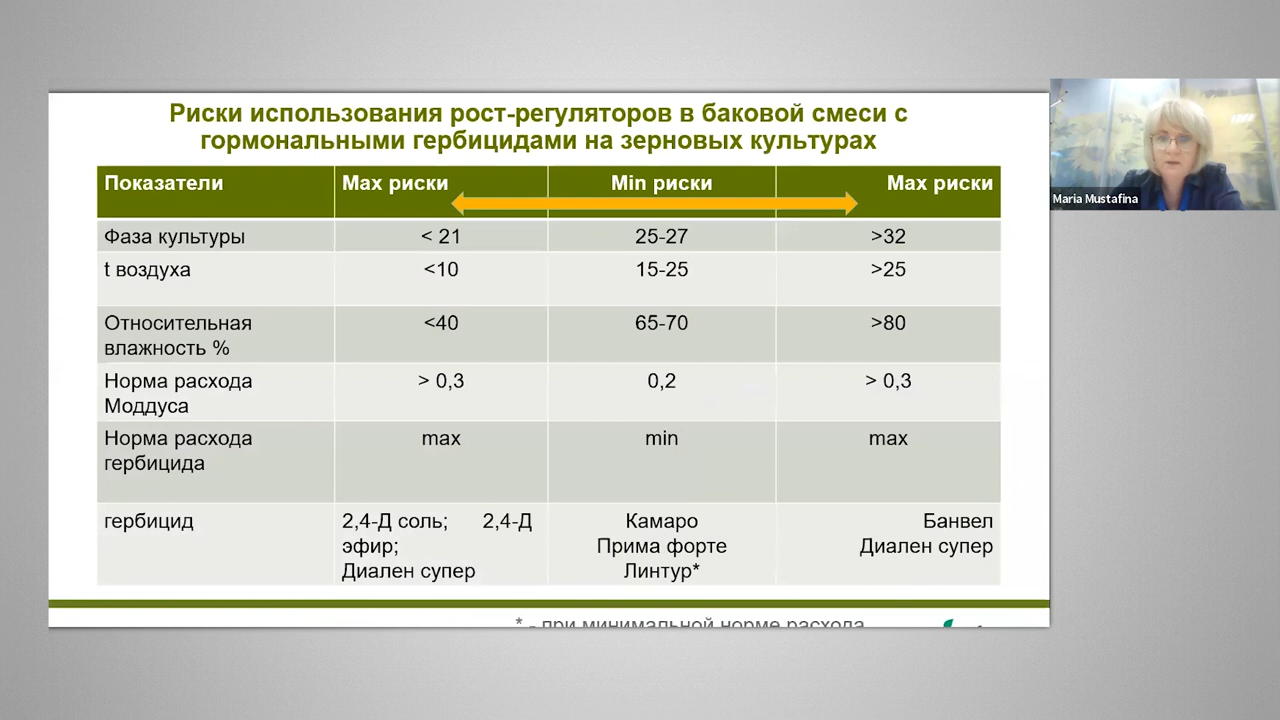 Риски использования рост-регуляторов в баковой смеси с
гормональными гербицидами на зерновых культурах
Показатели Max риски Min риски Max риски
Фаза культуры < 21 25-27 >32
t воздуха <10 15-25 >25
Относительная
влажность % <40 65-70 >80
Норма расхода
Моддуса > 0,3 0,2 > 0,3
Норма расхода
гербицида max min max
гербицид 2,4-Д соль; 2,4-Д Камаро Банвел
эфир; Прима форте Диален супер
Диален супер Линтур*
* - при минимальной норме расхода
Maria Mustafina